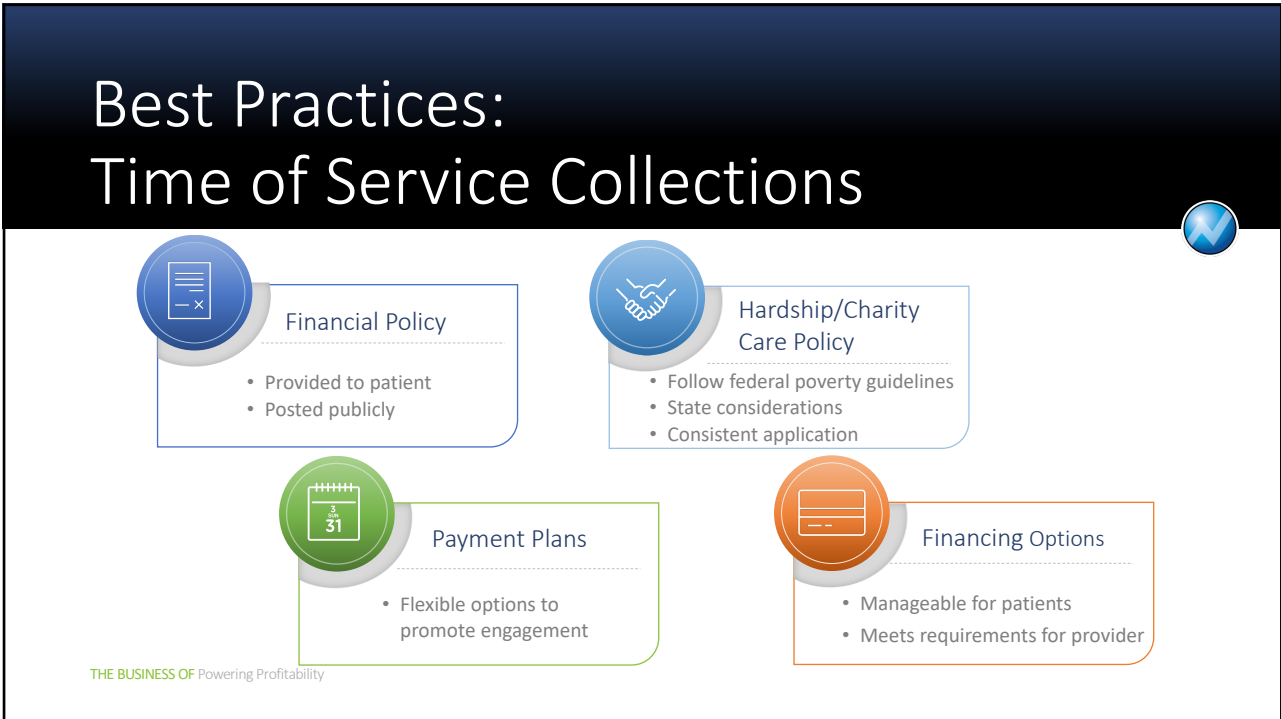 Best Practices:
Time of Service Collections
Financial Policy
• Provided to patient
• Posted publicly
Hardship/Charity
Care Policy
• Follow federal poverty guidelines
• State considerations
• Consistent application
3
SUN
31
Payment Plans
• Flexible options to
promote engagement
Financing Options
• Manageable for patients
• Meets requirements for provider
THE BUSINESS OF Powering Profitability